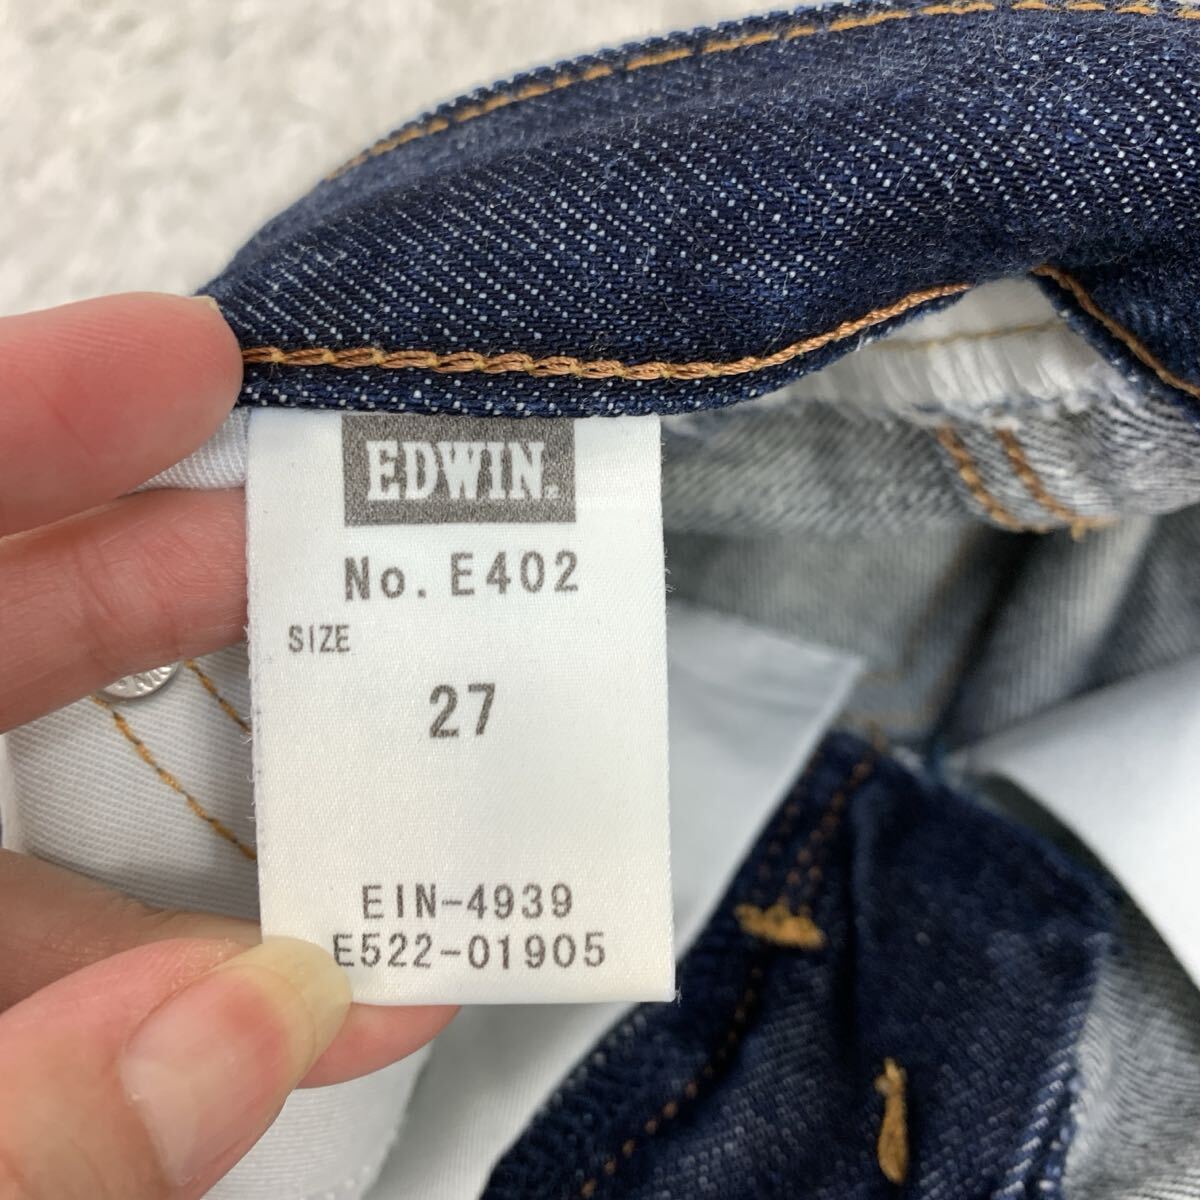 EDWIN
No. E402
SIZE
27
EIN-4939
E522-01905